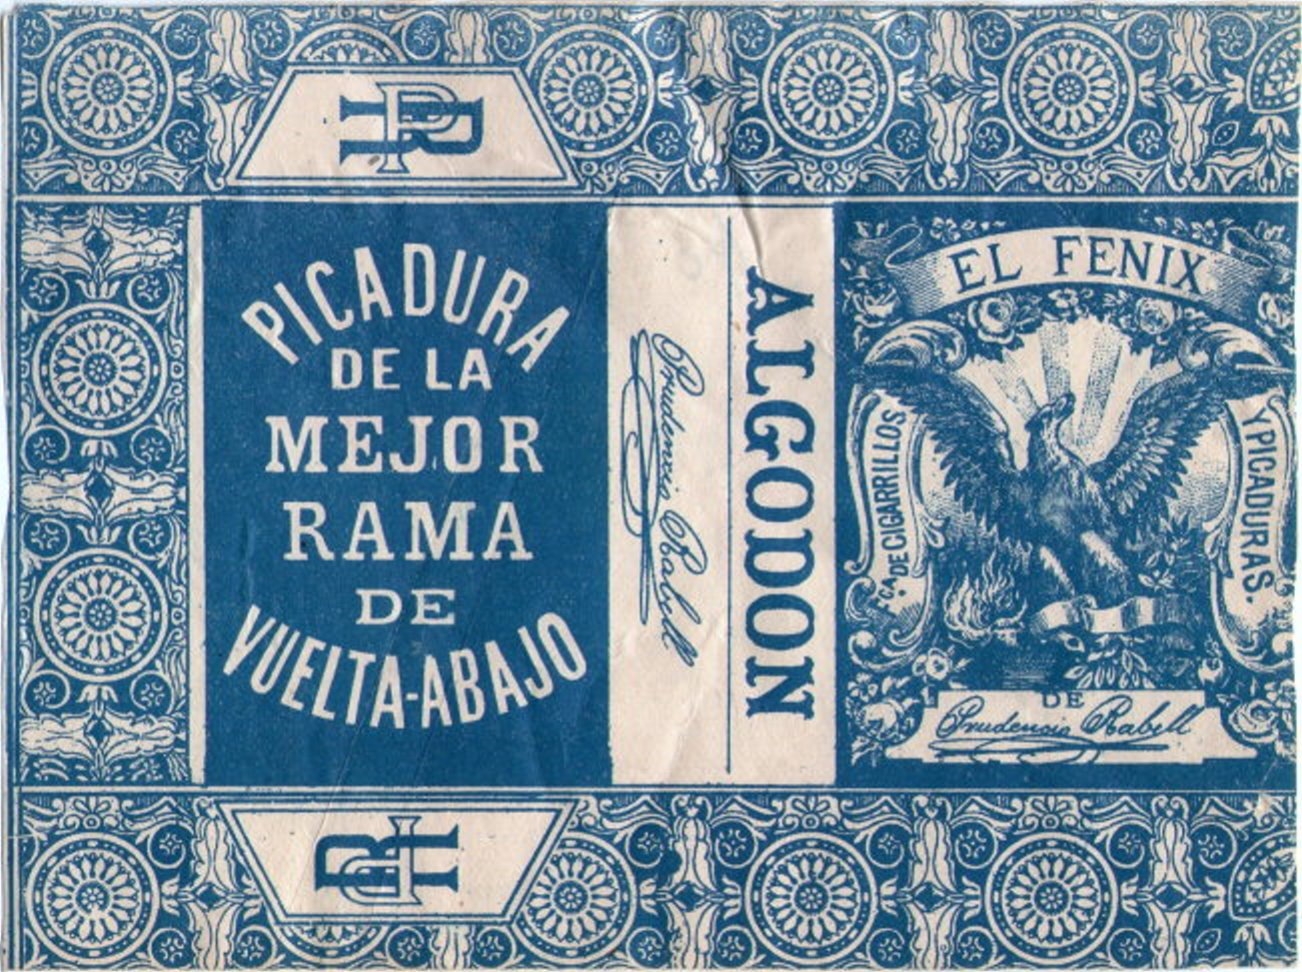 PR
PICADURA
DE LA
MEJOR
RAMA
DE
VUELTA-ABAJO
Prudencio Rabell
ALGODON
EL FENIX
Cª. DE CIGARRILLOS
Y PICADURAS.
DE
Prudencio Rabell
PR